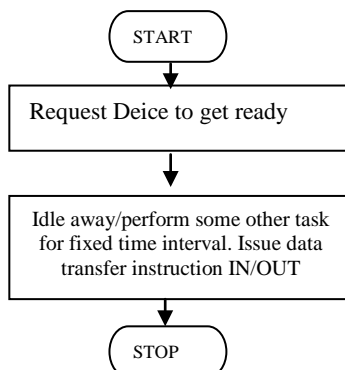 START
Request Deice to get ready
Idle away/perform some other task
for fixed time interval. Issue data
transfer instruction IN/OUT
STOP